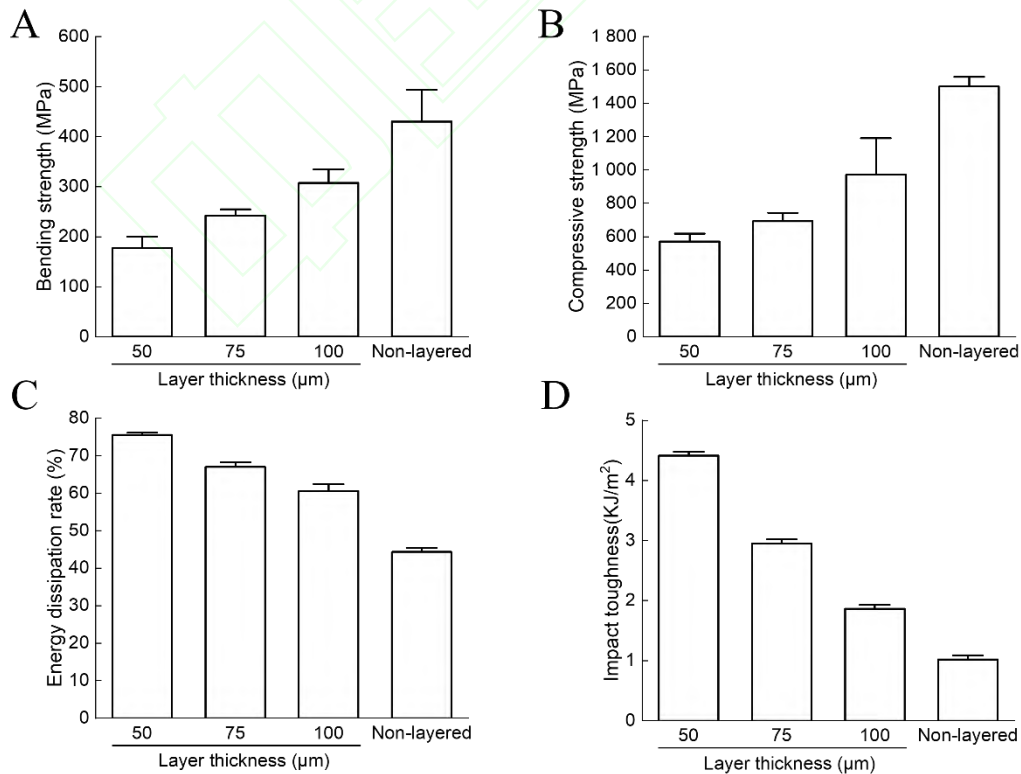 A
600
500
400
300
200
100
0
Bending strength (MPa)
50 75 100 Non-layered
Layer thickness (μm)
B
1 800
1 600
1 400
1 200
1 000
800
600
400
200
0
Compressive strength (MPa)
50 75 100 Non-layered
Layer thickness (μm)
C
80
70
60
50
40
30
20
10
0
Energy dissipation rate (%)
50 75 100 Non-layered
Layer thickness (μm)
D
5
4
3
2
1
0
Impact toughness(KJ/m²)
50 75 100 Non-layered
Layer thickness (μm)